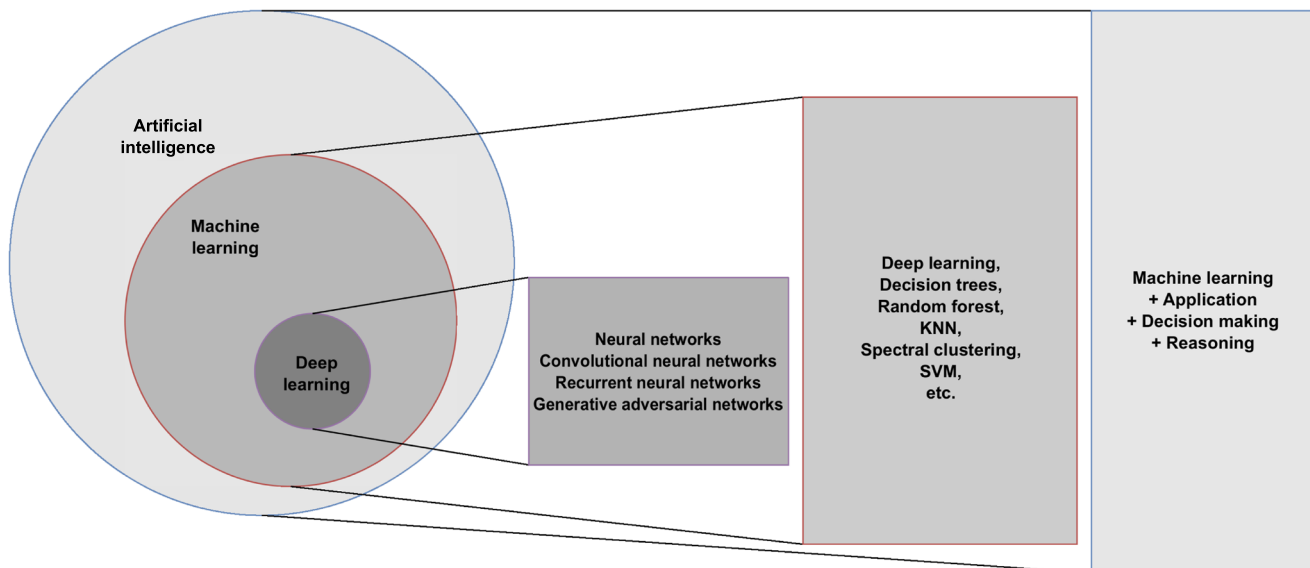 Artificial
intelligence
Machine
learning
Deep
learning
Neural networks
Convolutional neural networks
Recurrent neural networks
Generative adversarial networks
Deep learning,
Decision trees,
Random forest,
KNN,
Spectral clustering,
SVM,
etc.
Machine learning
+ Application
+ Decision making
+ Reasoning